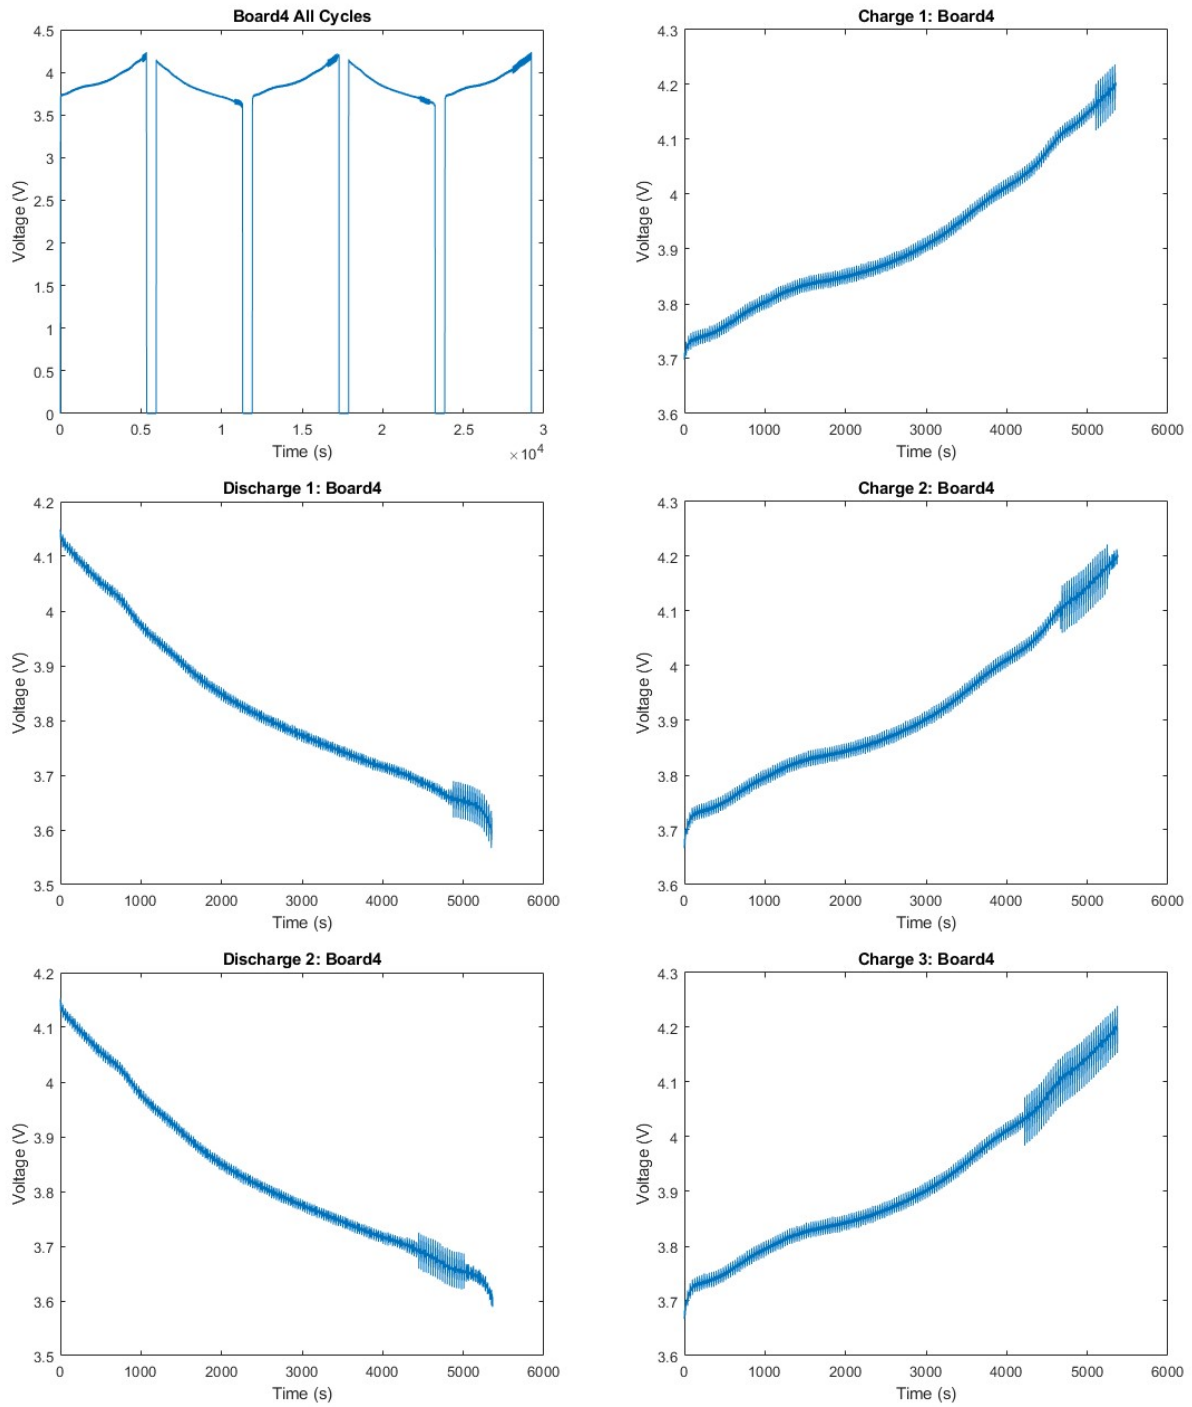 Board4 All Cycles
4.5
4
3.5
3
2.5
2
1.5
1
0.5
0
Voltage (V)
0 0.5 1 1.5 2 2.5 3
Time (s)
×10^4
Charge 1: Board4
4.3
4.2
4.1
4
3.9
3.8
3.7
3.6
Voltage (V)
0 1000 2000 3000 4000 5000 6000
Time (s)
Discharge 1: Board4
4.2
4.1
4
3.9
3.8
3.7
3.6
3.5
Voltage (V)
0 1000 2000 3000 4000 5000 6000
Time (s)
Charge 2: Board4
4.3
4.2
4.1
4
3.9
3.8
3.7
3.6
Voltage (V)
0 1000 2000 3000 4000 5000 6000
Time (s)
Discharge 2: Board4
4.2
4.1
4
3.9
3.8
3.7
3.6
3.5
Voltage (V)
0 1000 2000 3000 4000 5000 6000
Time (s)
Charge 3: Board4
4.3
4.2
4.1
4
3.9
3.8
3.7
3.6
Voltage (V)
0 1000 2000 3000 4000 5000 6000
Time (s)